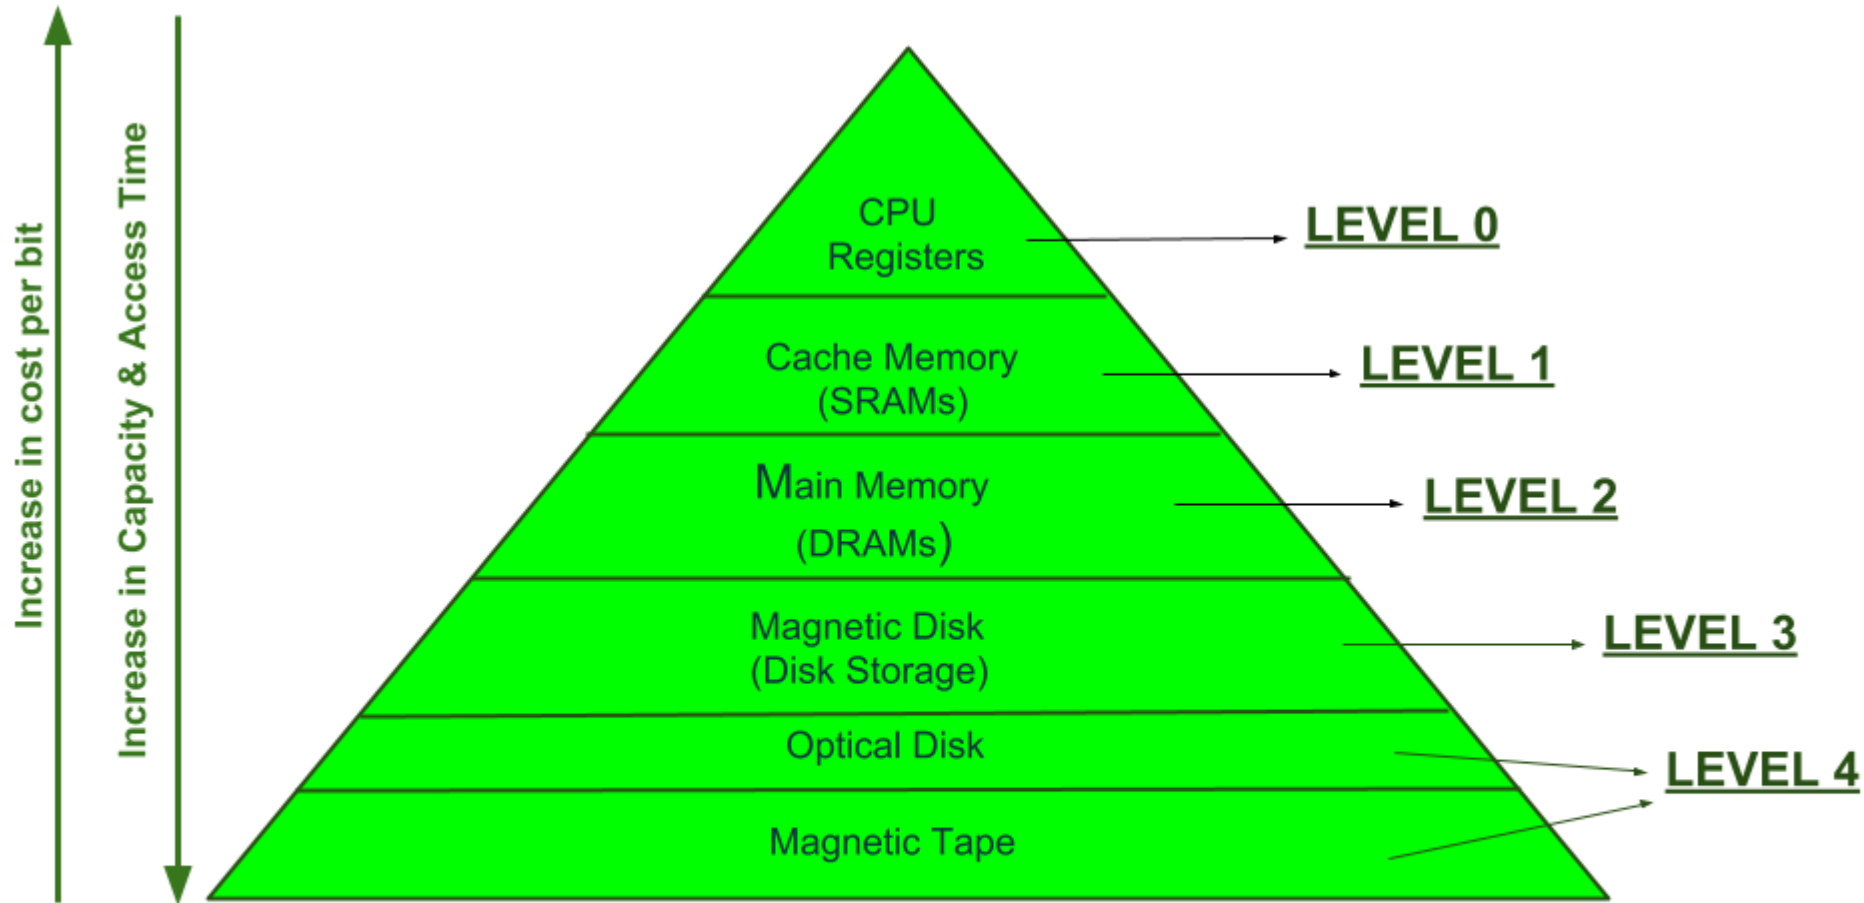 Increase in cost per bit
Increase in Capacity & Access Time
CPU
Registers
LEVEL 0
Cache Memory
(SRAMs)
LEVEL 1
Main Memory
(DRAMs)
LEVEL 2
Magnetic Disk
(Disk Storage)
LEVEL 3
Optical Disk
LEVEL 4
Magnetic Tape